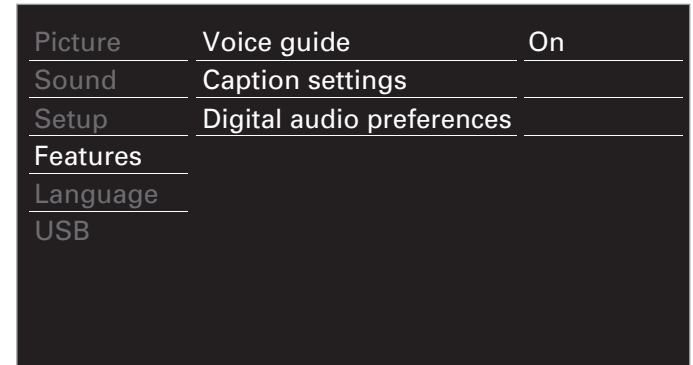 Picture Voice guide On
Sound Caption settings
Setup Digital audio preferences
Features
Language
USB